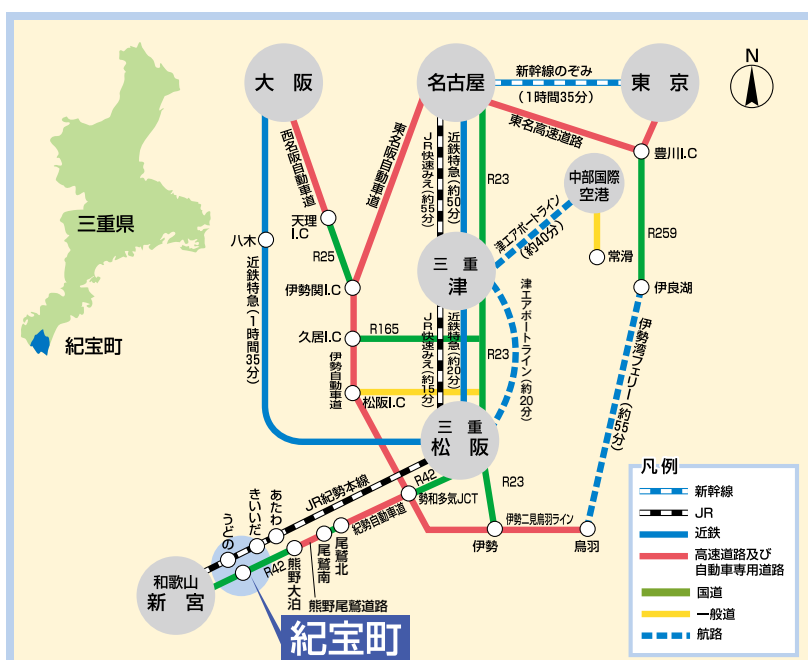 三重県
紀宝町
大阪
名古屋
東京
新幹線のぞみ
(1時間35分)
N
西名阪自動車道
東名阪自動車道
JR快速みえ(約55分)
近鉄特急(約50分)
R23
東名高速道路
豊川I.C
中部国際
空港
天理
I.C
八木
R25
津エアポートライン
(約40分)
常滑
R259
近鉄特急(1時間35分)
伊勢関I.C
三重
津
伊良湖
久居I.C
R165
伊勢自動車道
JR快速みえ(約15分)
近鉄特急(約20分)
R23
津エアポートライン(約20分)
伊勢湾フェリー(約55分)
松阪I.C
三重
松阪
R42
R23
勢和多気JCT
伊勢二見鳥羽ライン
伊勢
鳥羽
JR紀勢本線
紀勢自動車道
あたわ
きいいだ
うどの
尾鷲北
尾鷲南
熊野大泊
R42
熊野尾鷲道路
和歌山
新宮
紀宝町
凡例
新幹線
JR
近鉄
高速道路及び
自動車専用道路
国道
一般道
航路